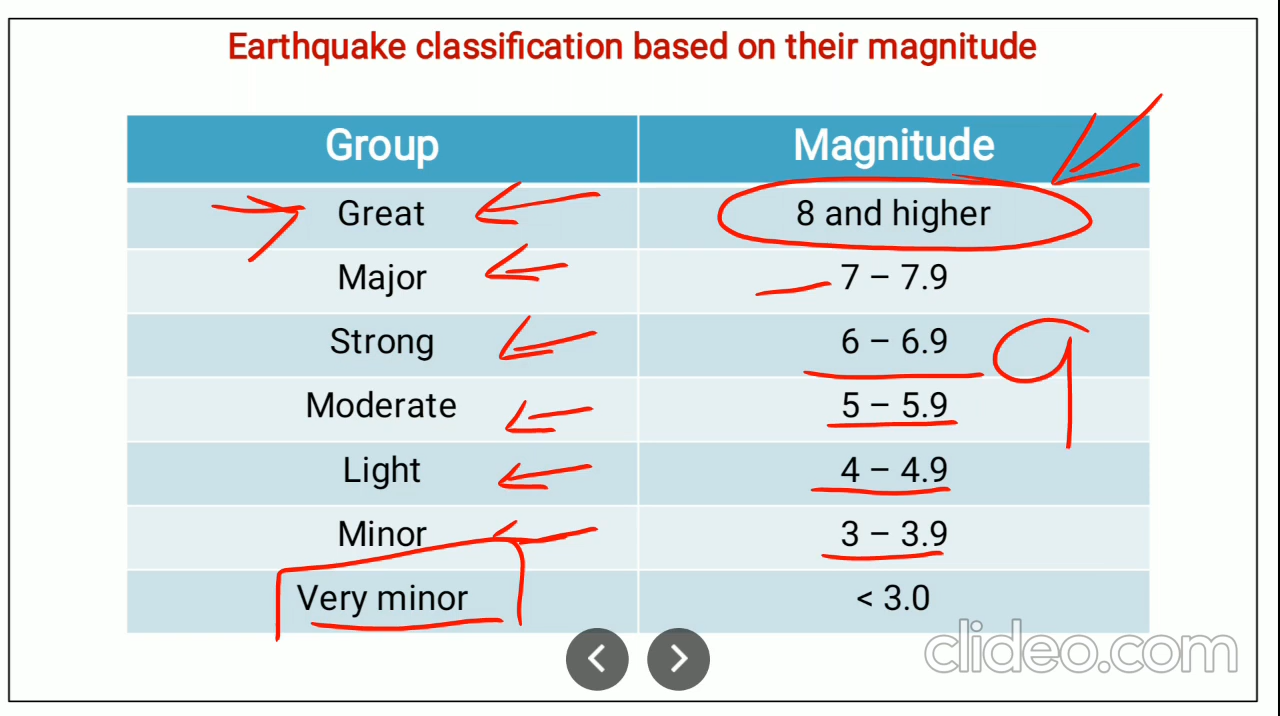 Earthquake classification based on their magnitude
Group Magnitude
Great 8 and higher
Major 7 – 7.9
Strong 6 – 6.9
9
Moderate 5 – 5.9
Light 4 – 4.9
Minor 3 – 3.9
Very minor < 3.0
clideo.com